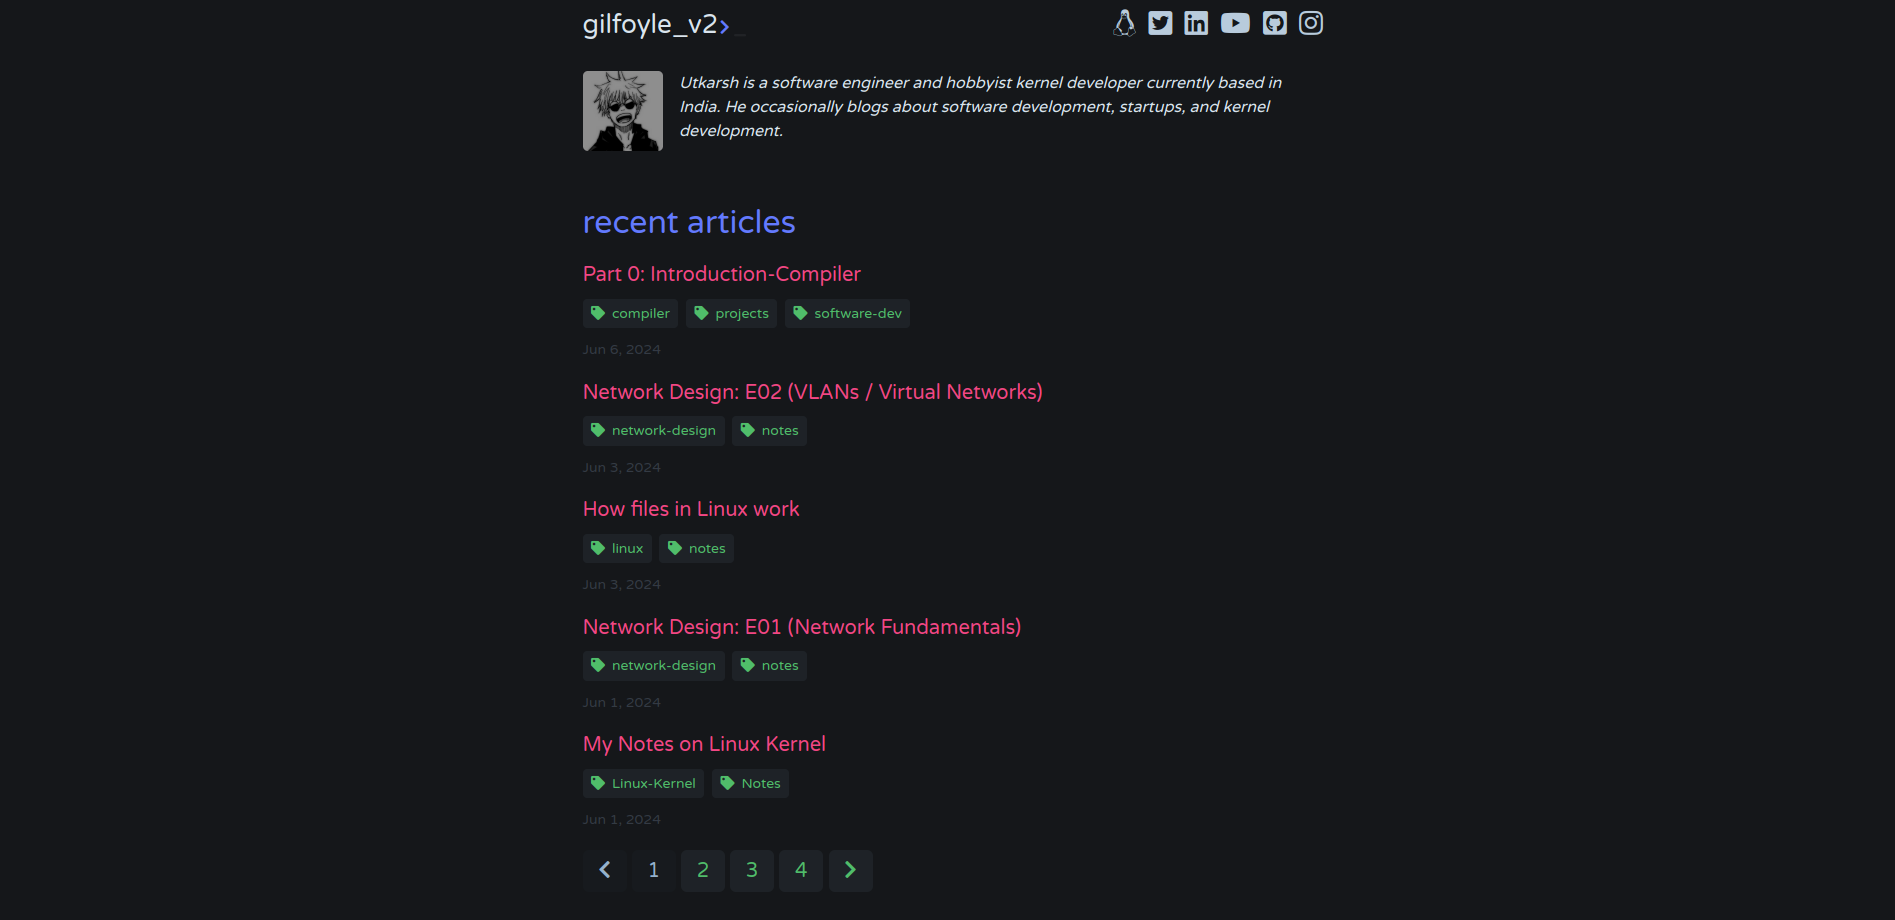 gilfoyle_v2>_
Utkarsh is a software engineer and hobbyist kernel developer currently based in
India. He occasionally blogs about software development, startups, and kernel
development.
recent articles
Part 0: Introduction-Compiler
compiler projects software-dev
Jun 6, 2024
Network Design: E02 (VLANs / Virtual Networks)
network-design notes
Jun 3, 2024
How files in Linux work
linux notes
Jun 3, 2024
Network Design: E01 (Network Fundamentals)
network-design notes
Jun 1, 2024
My Notes on Linux Kernel
Linux-Kernel Notes
Jun 1, 2024
1 2 3 4